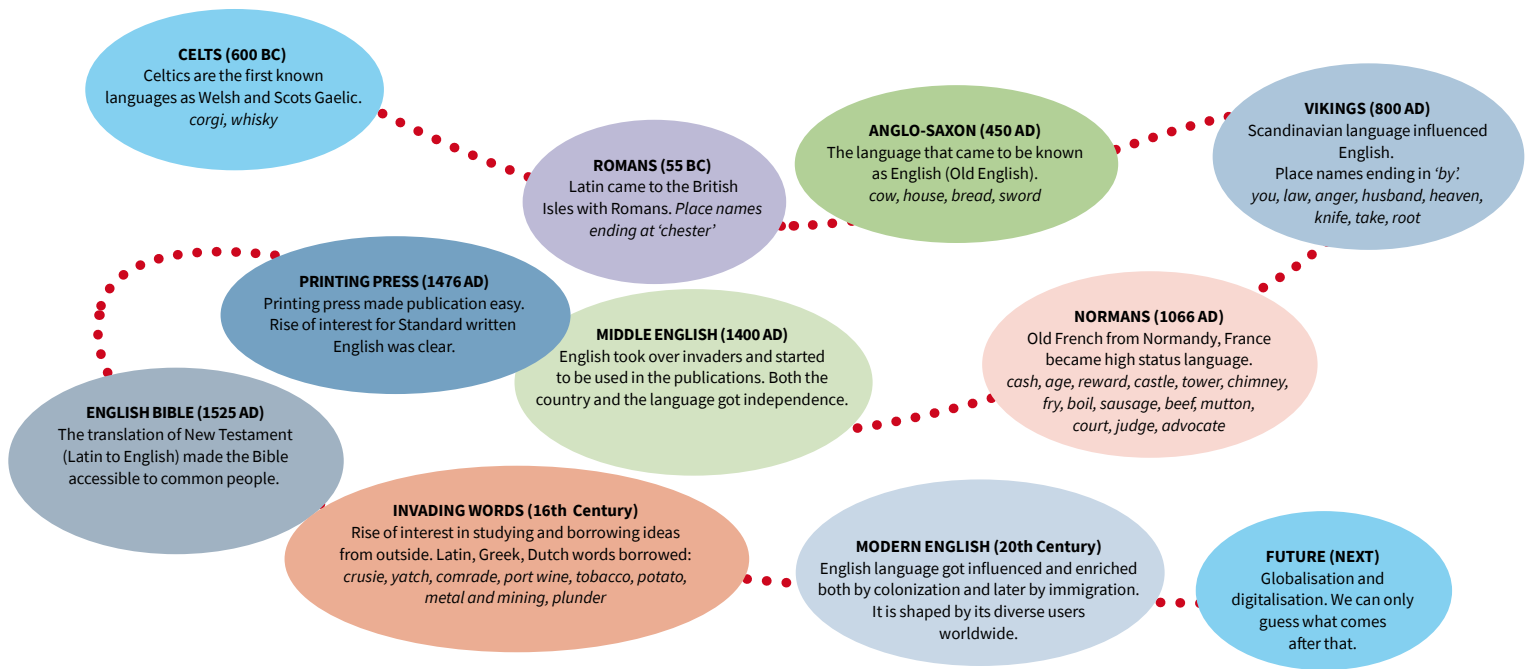 CELTS (600 BC)
Celtics are the first known
languages as Welsh and Scots Gaelic.
corgi, whisky
ROMANS (55 BC)
Latin came to the British
Isles with Romans. Place names
ending at ‘chester’
ANGLO-SAXON (450 AD)
The language that came to be known
as English (Old English).
cow, house, bread, sword
VIKINGS (800 AD)
Scandinavian language influenced
English.
Place names ending in ‘by’.
you, law, anger, husband, heaven,
knife, take, root
NORMANS (1066 AD)
Old French from Normandy, France
became high status language.
cash, age, reward, castle, tower, chimney,
fry, boil, sausage, beef, mutton,
court, judge, advocate
MIDDLE ENGLISH (1400 AD)
English took over invaders and started
to be used in the publications. Both the
country and the language got independence.
PRINTING PRESS (1476 AD)
Printing press made publication easy.
Rise of interest for Standard written
English was clear.
ENGLISH BIBLE (1525 AD)
The translation of New Testament
(Latin to English) made the Bible
accessible to common people.
INVADING WORDS (16th Century)
Rise of interest in studying and borrowing ideas
from outside. Latin, Greek, Dutch words borrowed:
crusie, yatch, comrade, port wine, tobacco, potato,
metal and mining, plunder
MODERN ENGLISH (20th Century)
English language got influenced and enriched
both by colonization and later by immigration.
It is shaped by its diverse users
worldwide.
FUTURE (NEXT)
Globalisation and
digitalisation. We can only
guess what comes
after that.